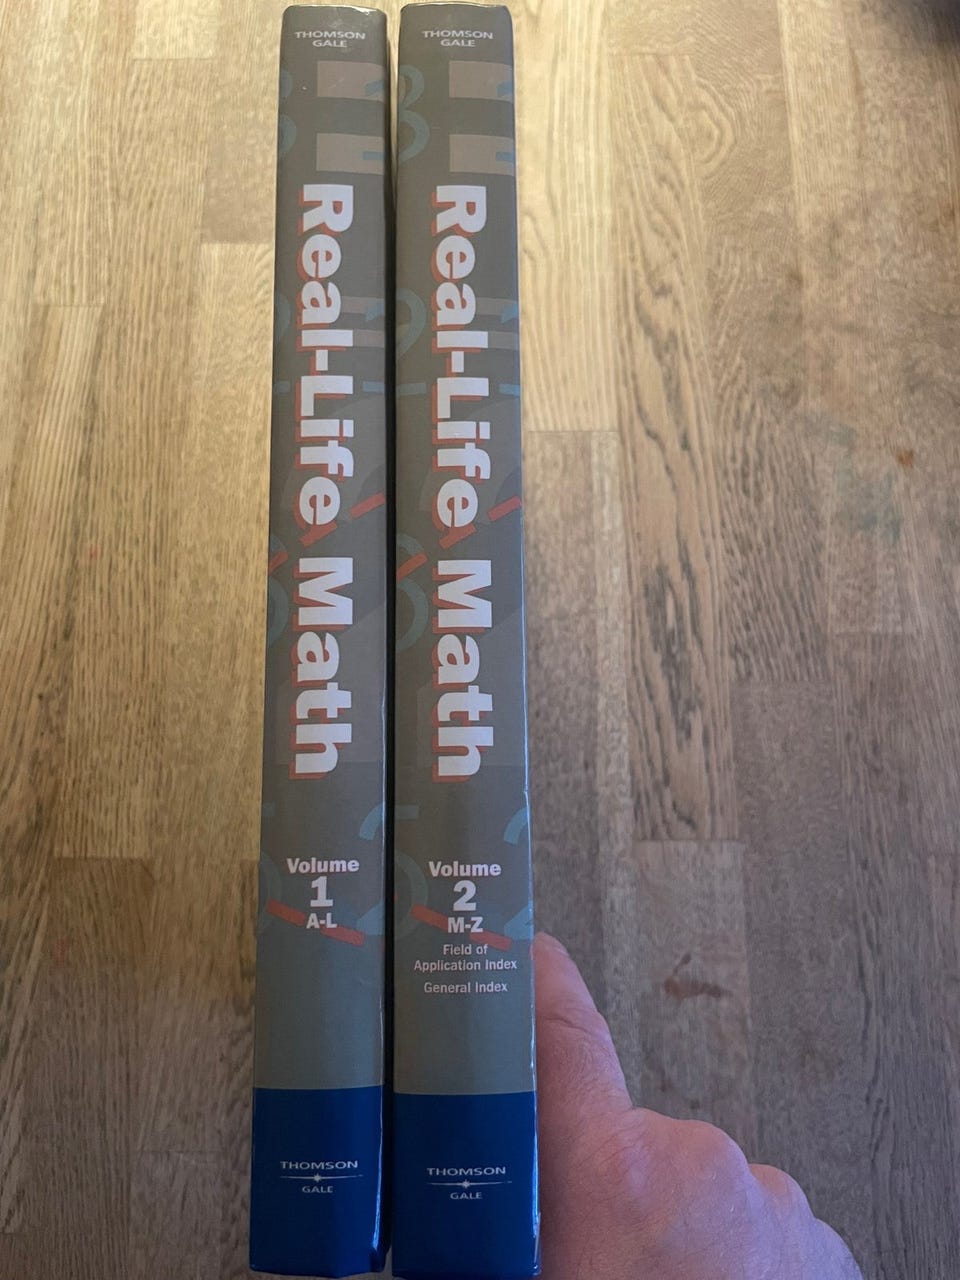 THOMSON
GALE
Real-Life Math
Volume
1
A-L
THOMSON
GALE
THOMSON
GALE
Real-Life Math
Volume
2
M-Z
Field of
Application Index
General Index
THOMSON
GALE